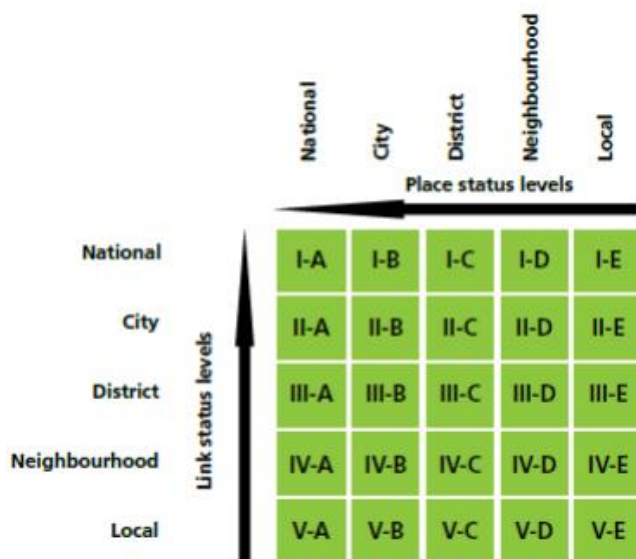 National
City
District
Neighbourhood
Local
Place status levels
Link status levels
National I-A I-B I-C I-D I-E
City II-A II-B II-C II-D II-E
District III-A III-B III-C III-D III-E
Neighbourhood IV-A IV-B IV-C IV-D IV-E
Local V-A V-B V-C V-D V-E